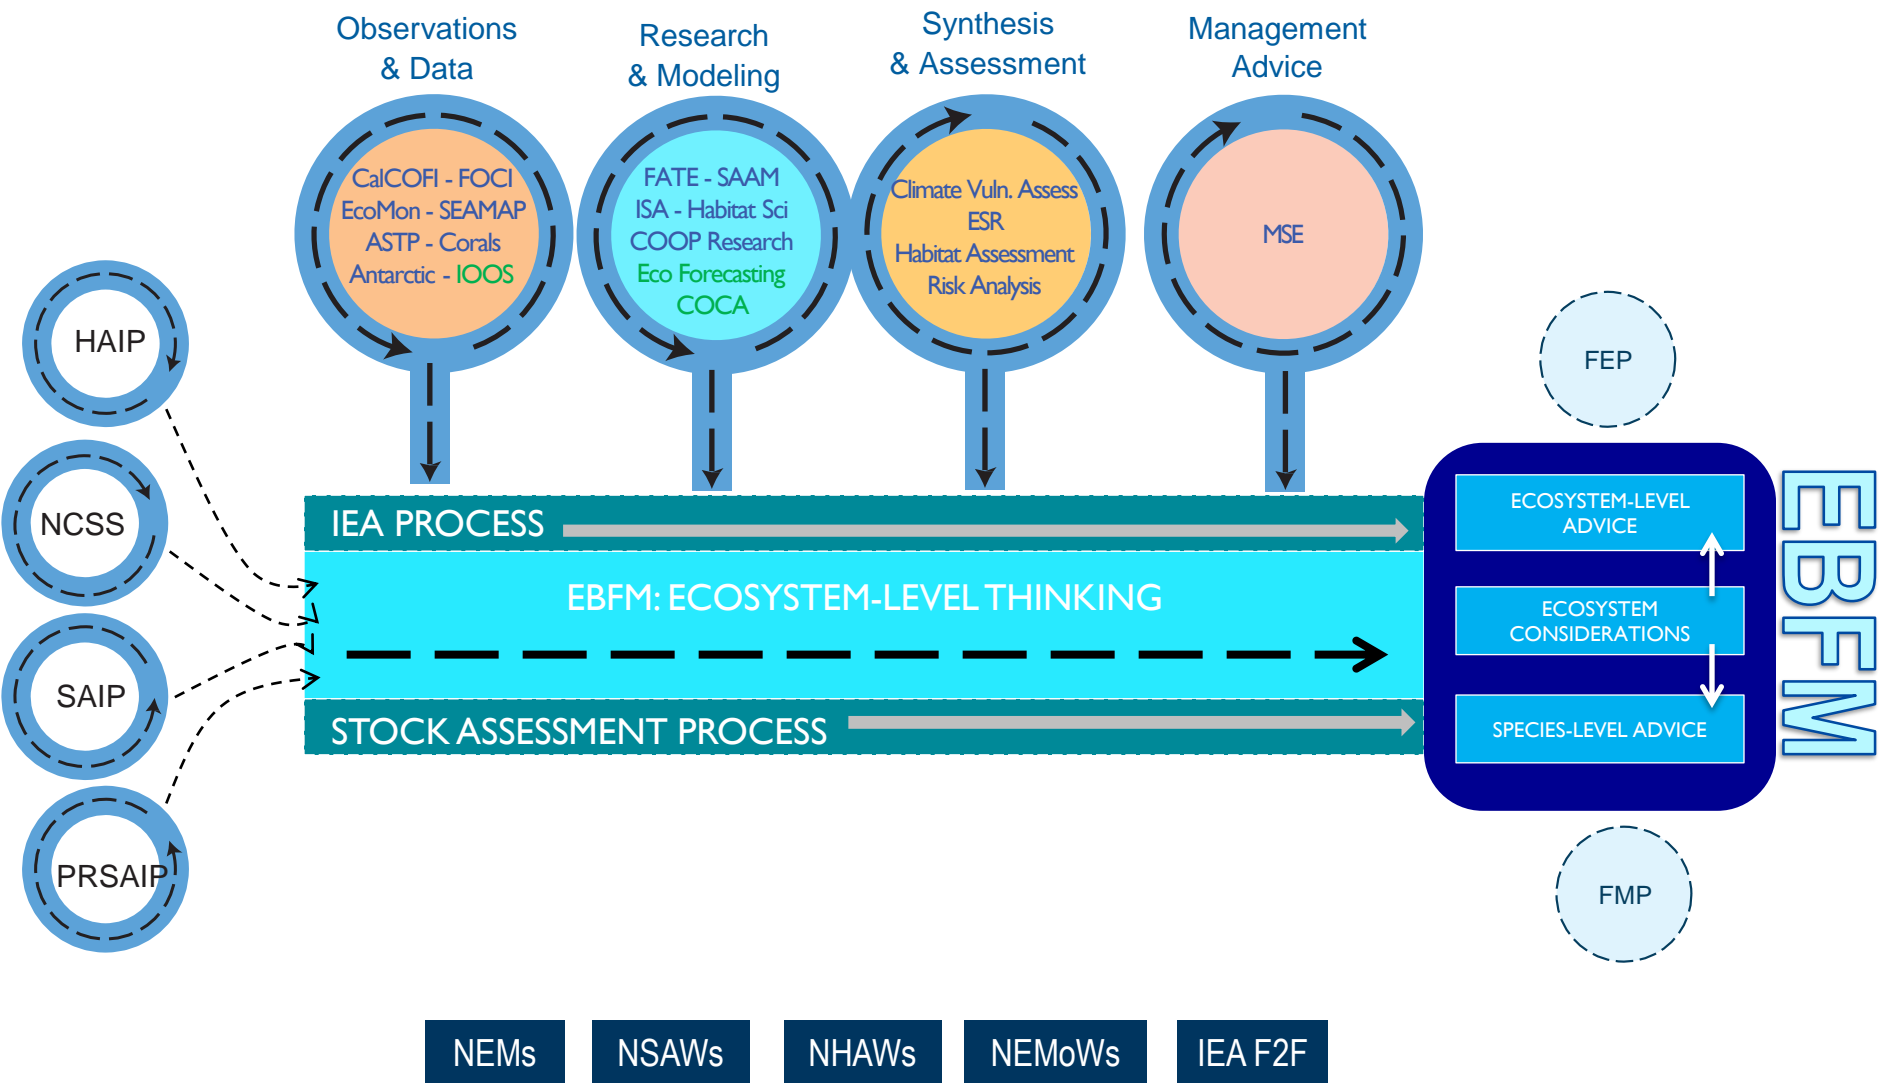 Observations
& Data
Research
& Modeling
Synthesis
& Assessment
Management
Advice
CalCOFI - FOCI
EcoMon - SEAMAP
ASTP - Corals
Antarctic - IOOS
FATE - SAAM
ISA - Habitat Sci
COOP Research
Eco Forecasting
COCA
Climate Vuln. Assess
ESR
Habitat Assessment
Risk Analysis
MSE
HAIP
NCSS
SAIP
PRSAIP
IEA PROCESS
EBFM: ECOSYSTEM-LEVEL THINKING
STOCK ASSESSMENT PROCESS
FEP
ECOSYSTEM-LEVEL
ADVICE
ECOSYSTEM
CONSIDERATIONS
SPECIES-LEVEL ADVICE
EBFM
FMP
NEMs
NSAWs
NHAWs
NEMoWs
IEA F2F